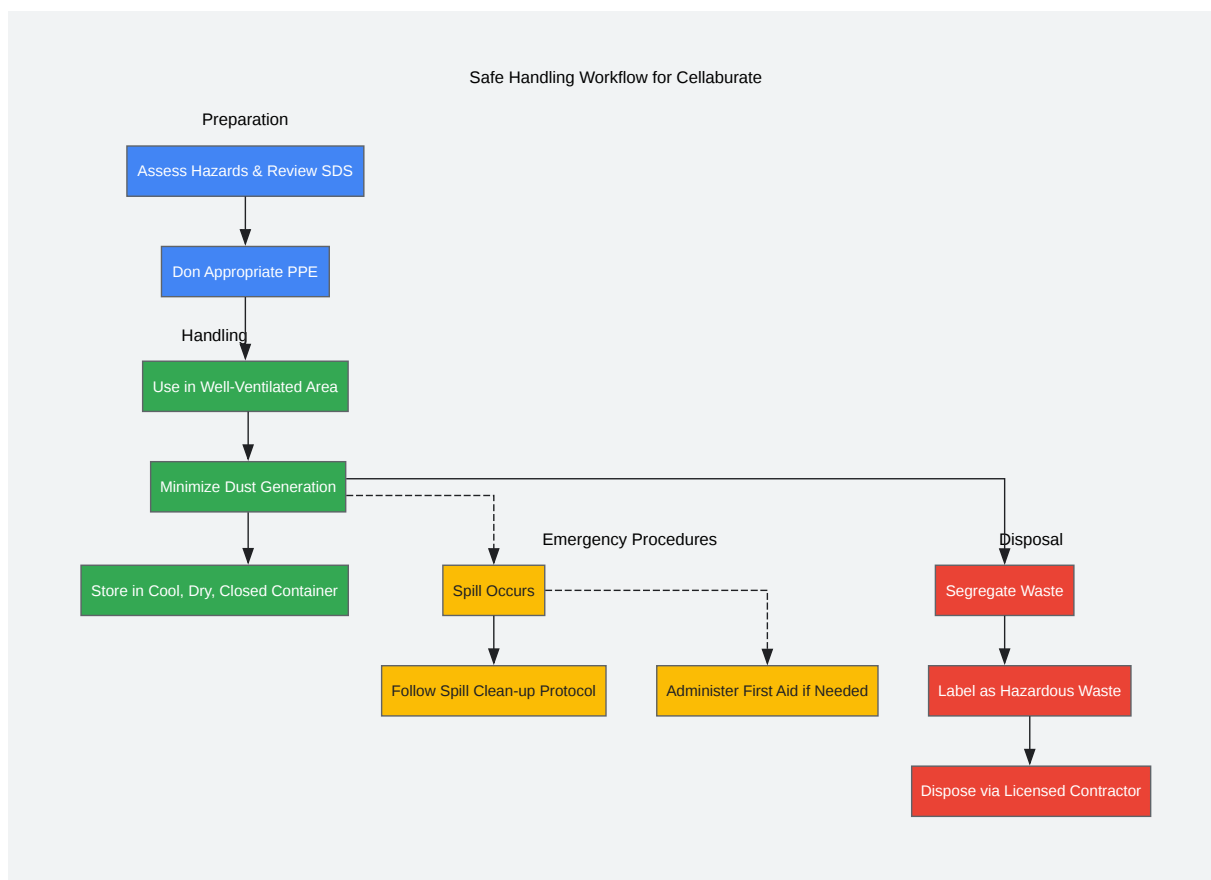 Safe Handling Workflow for Cellaburate
Preparation
Assess Hazards & Review SDS
Don Appropriate PPE
Handling
Use in Well-Ventilated Area
Minimize Dust Generation
Store in Cool, Dry, Closed Container
Emergency Procedures
Spill Occurs
Follow Spill Clean-up Protocol
Administer First Aid if Needed
Disposal
Segregate Waste
Label as Hazardous Waste
Dispose via Licensed Contractor